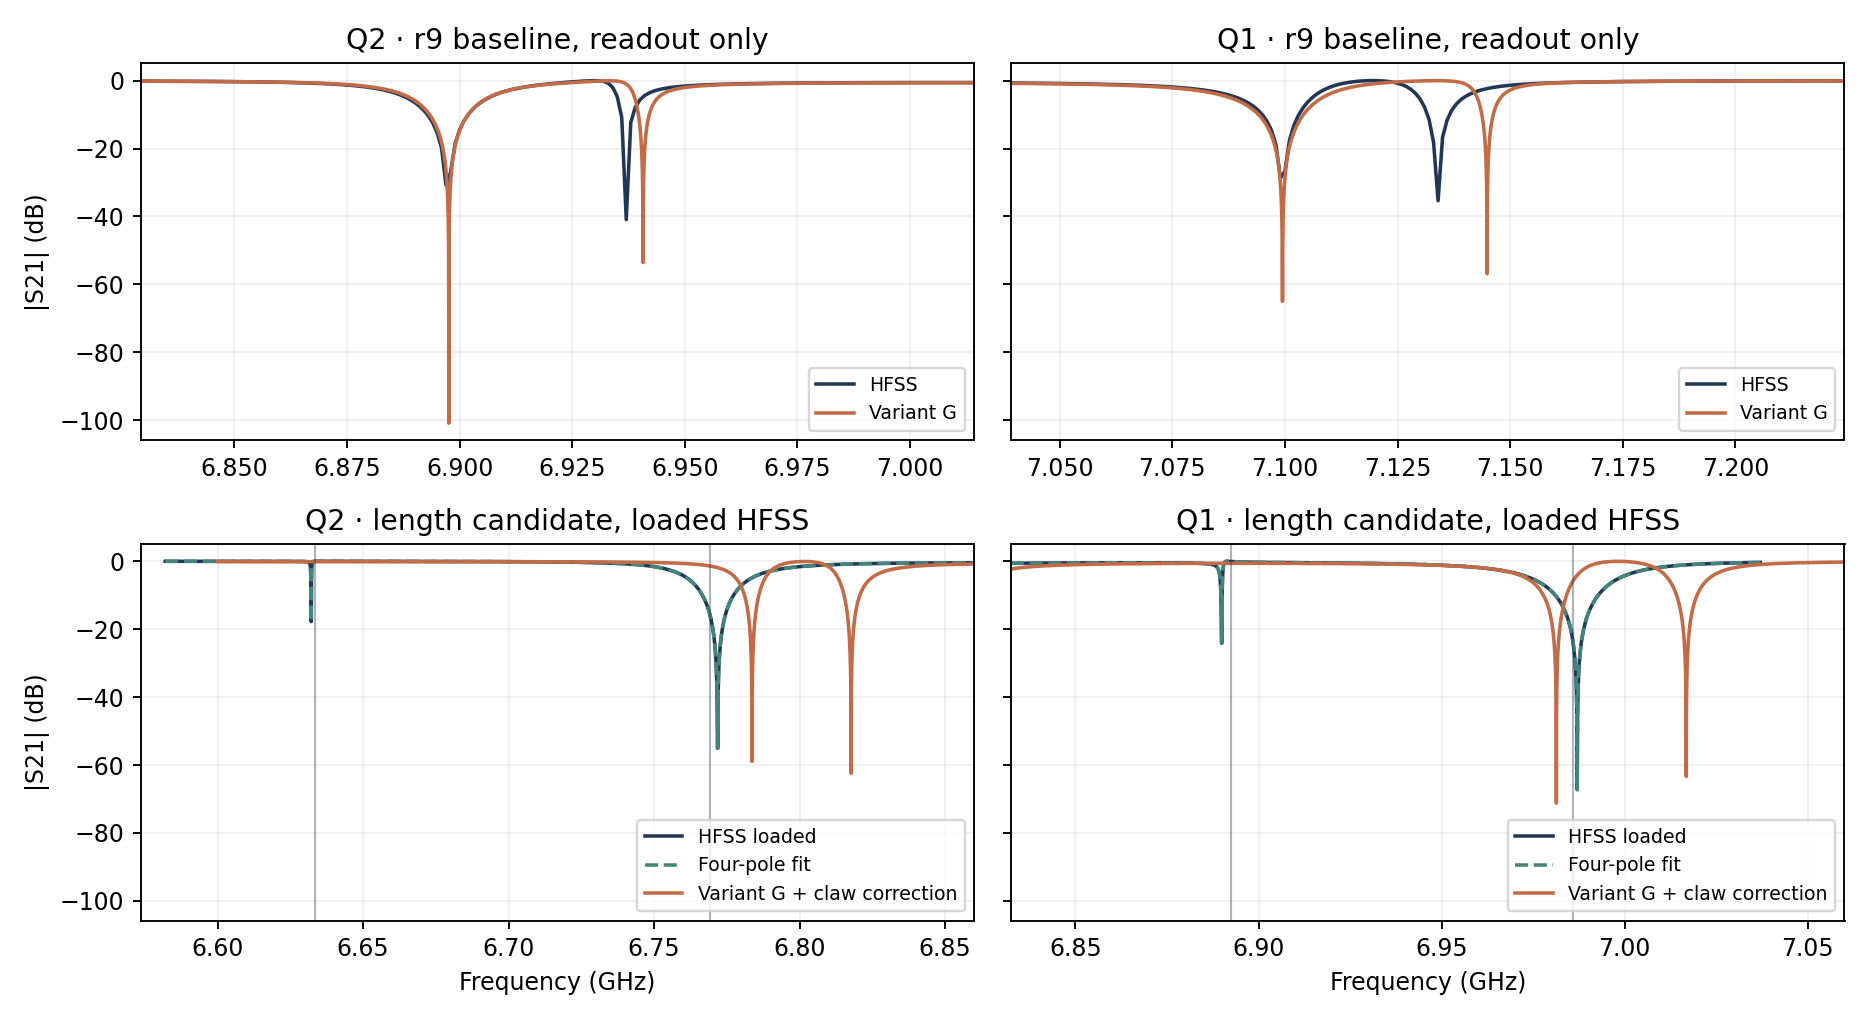 Q2 · r9 baseline, readout only
Q1 · r9 baseline, readout only
|S21| (dB)
0
−20
−40
−60
−80
−100
HFSS
Variant G
HFSS
Variant G
6.850
6.875
6.900
6.925
6.950
6.975
7.000
7.050
7.075
7.100
7.125
7.150
7.175
7.200
Q2 · length candidate, loaded HFSS
Q1 · length candidate, loaded HFSS
|S21| (dB)
0
−20
−40
−60
−80
−100
HFSS loaded
Four-pole fit
Variant G + claw correction
HFSS loaded
Four-pole fit
Variant G + claw correction
6.60
6.65
6.70
6.75
6.80
6.85
6.85
6.90
6.95
7.00
7.05
Frequency (GHz)
Frequency (GHz)